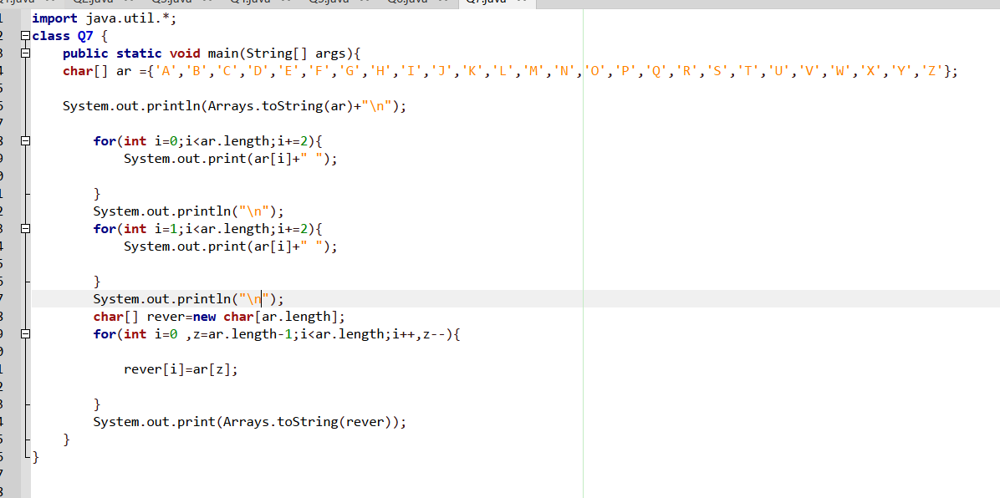 Q7.java
import java.util.*;
class Q7 {
public static void main(String[] args){
char[] ar ={'A','B','C','D','E','F','G','H','I','J','K','L','M','N','O','P','Q','R','S','T','U','V','W','X','Y','Z'};
System.out.println(Arrays.toString(ar)+"\n");
for(int i=0;i<ar.length;i+=2){
System.out.print(ar[i]+" ");
}
System.out.println("\n");
for(int i=1;i<ar.length;i+=2){
System.out.print(ar[i]+" ");
}
System.out.println("\n");
char[] rever=new char[ar.length];
for(int i=0 ,z=ar.length-1;i<ar.length;i++,z--){
rever[i]=ar[z];
}
System.out.print(Arrays.toString(rever));
}
}